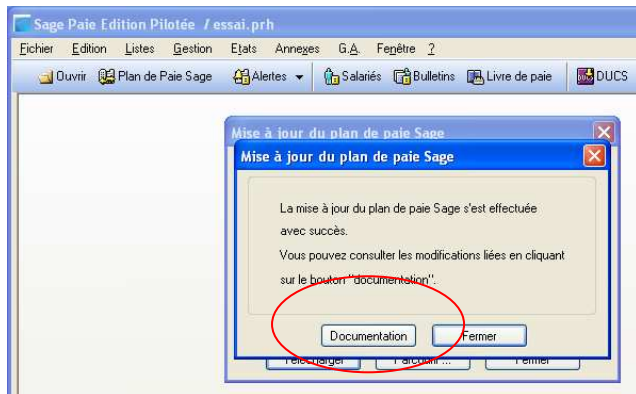 Sage Paie Edition Pilotée / essai.prh
Fichier Edition Listes Gestion Etats Annexes G.A. Fenêtre ?
Ouvrir Plan de Paie Sage Alertes Salariés Bulletins Livre de paie DUCS
Mise à jour du plan de paie Sage
Mise à jour du plan de paie Sage
La mise à jour du plan de paie Sage s'est effectuée
avec succès.
Vous pouvez consulter les modifications liées en cliquant
sur le bouton "documentation".
Documentation Fermer
Télécharger Parcourir ... Fermer